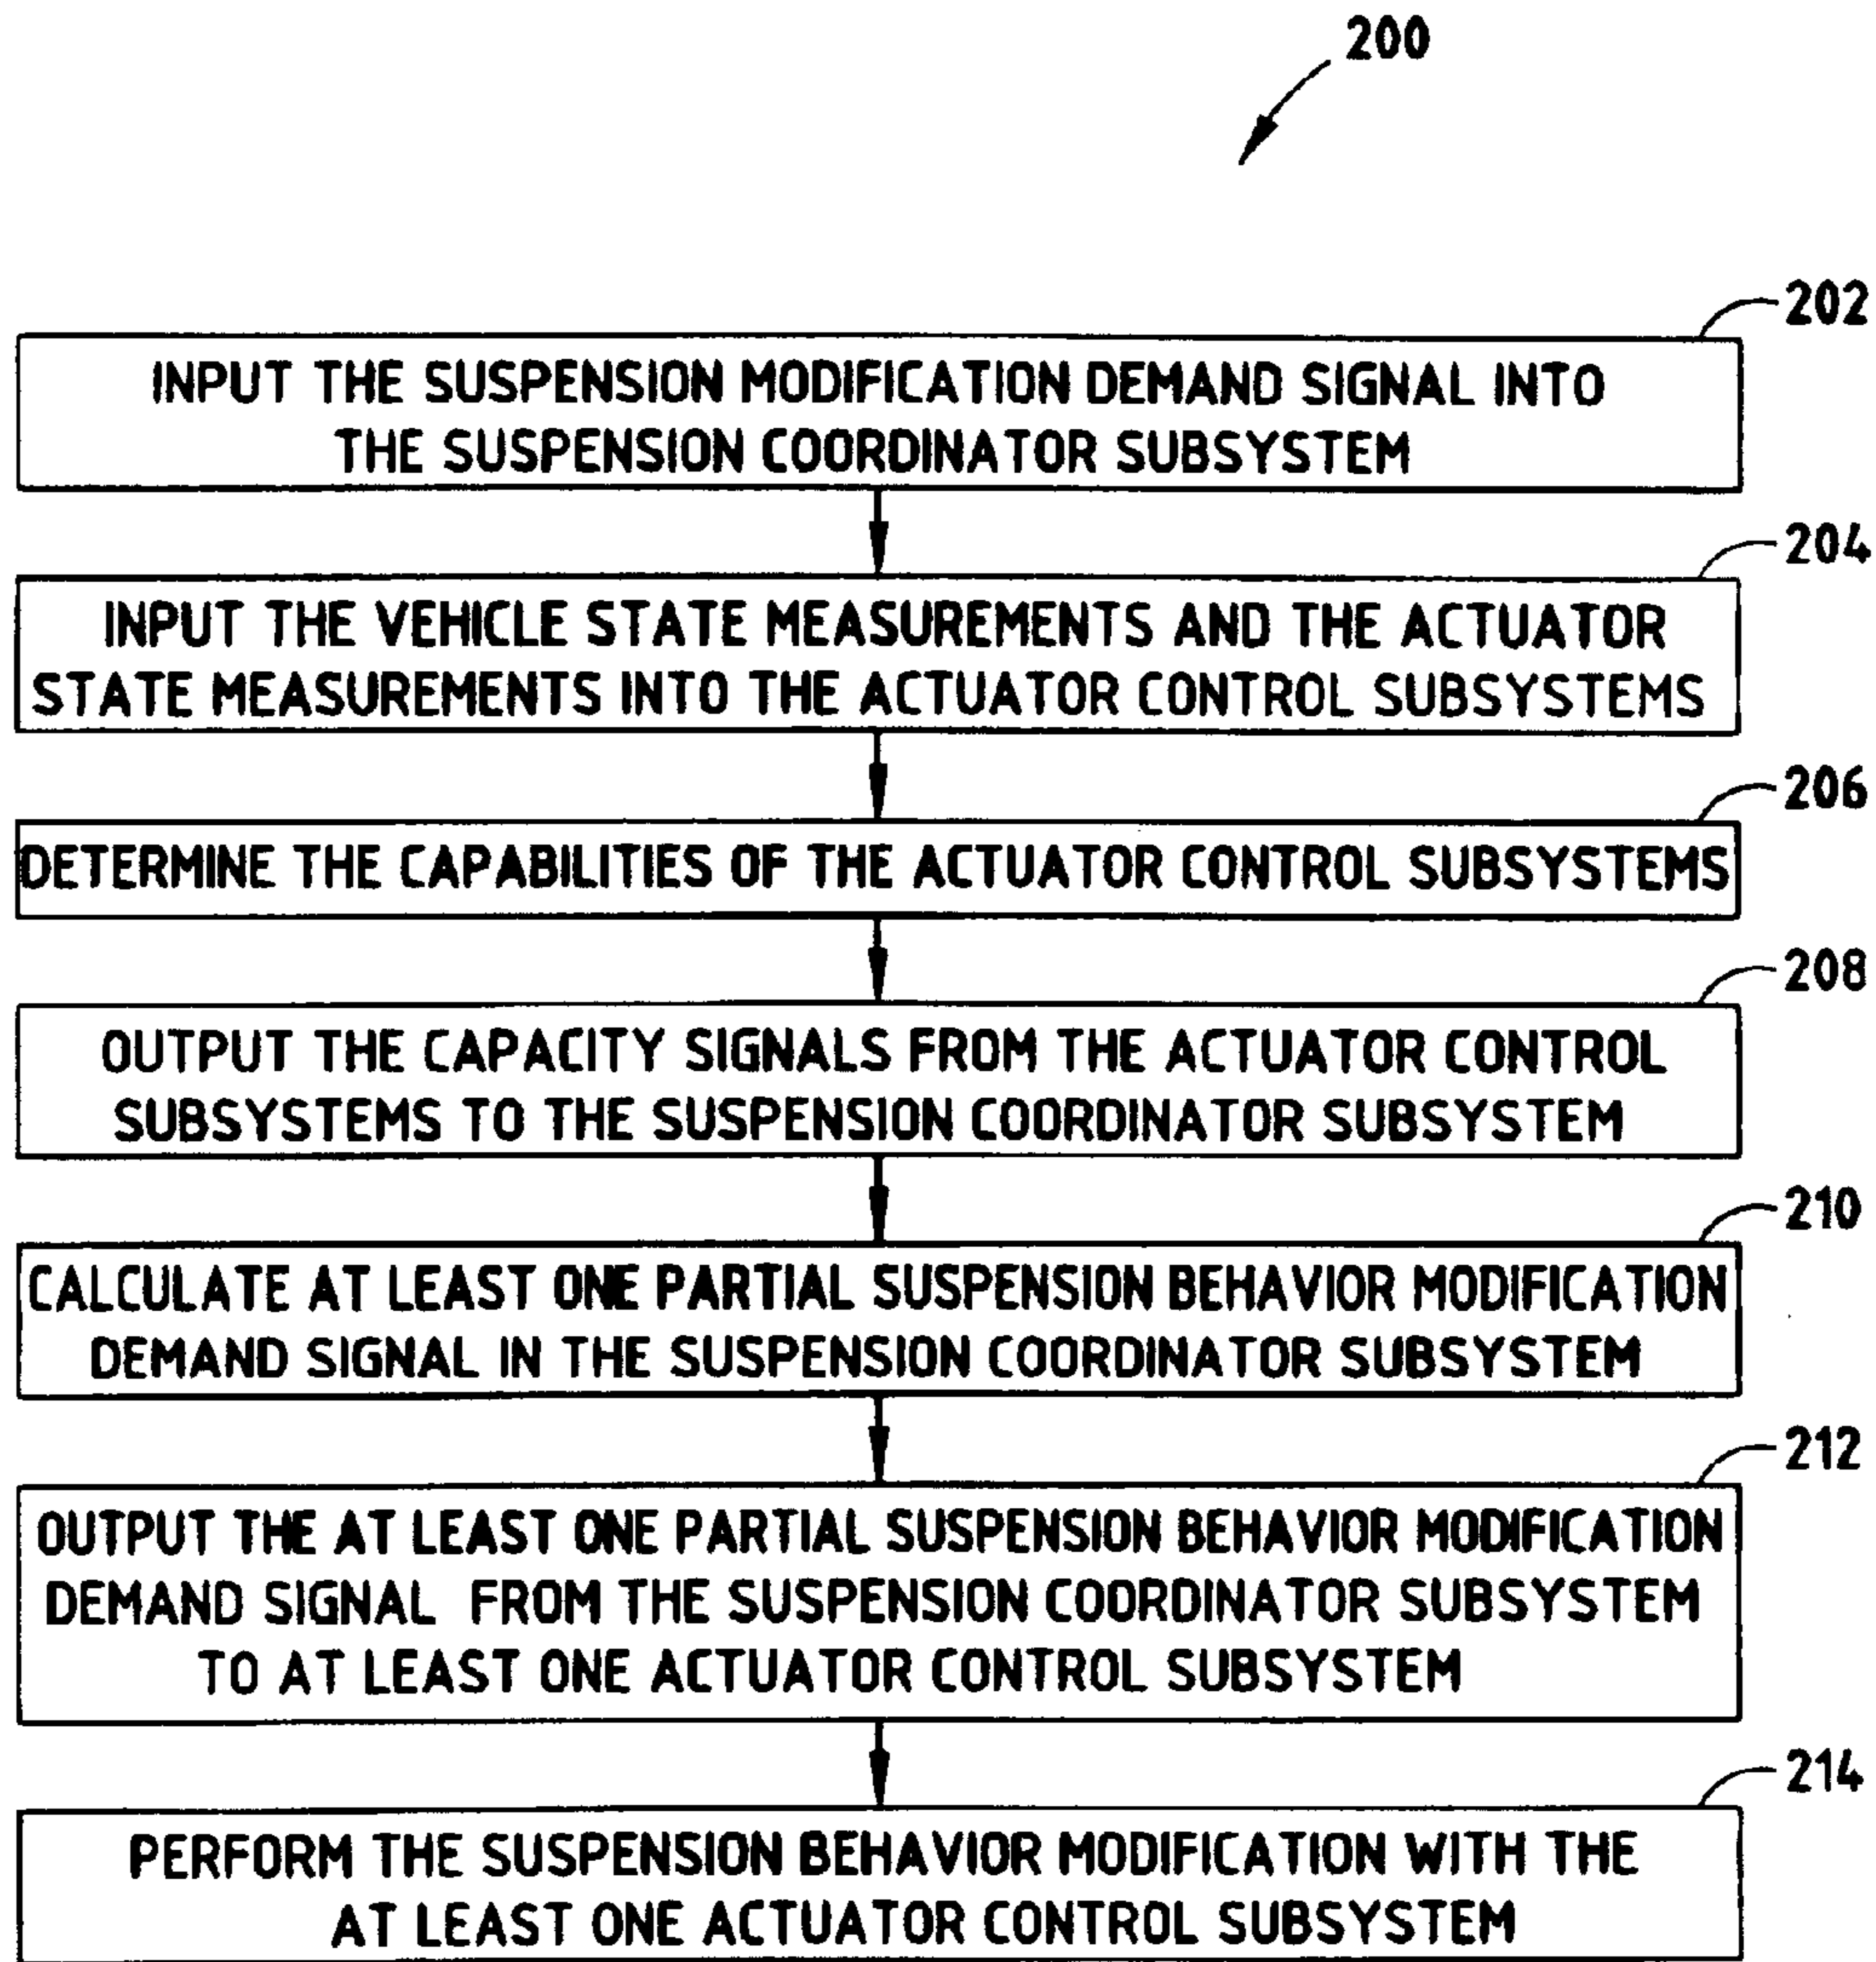 200
202
INPUT THE SUSPENSION MODIFICATION DEMAND SIGNAL INTO
THE SUSPENSION COORDINATOR SUBSYSTEM
204
INPUT THE VEHICLE STATE MEASUREMENTS AND THE ACTUATOR
STATE MEASUREMENTS INTO THE ACTUATOR CONTROL SUBSYSTEMS
206
DETERMINE THE CAPABILITIES OF THE ACTUATOR CONTROL SUBSYSTEMS
208
OUTPUT THE CAPACITY SIGNALS FROM THE ACTUATOR CONTROL
SUBSYSTEMS TO THE SUSPENSION COORDINATOR SUBSYSTEM
210
CALCULATE AT LEAST ONE PARTIAL SUSPENSION BEHAVIOR MODIFICATION
DEMAND SIGNAL IN THE SUSPENSION COORDINATOR SUBSYSTEM
212
OUTPUT THE AT LEAST ONE PARTIAL SUSPENSION BEHAVIOR MODIFICATION
DEMAND SIGNAL FROM THE SUSPENSION COORDINATOR SUBSYSTEM
TO AT LEAST ONE ACTUATOR CONTROL SUBSYSTEM
214
PERFORM THE SUSPENSION BEHAVIOR MODIFICATION WITH THE
AT LEAST ONE ACTUATOR CONTROL SUBSYSTEM